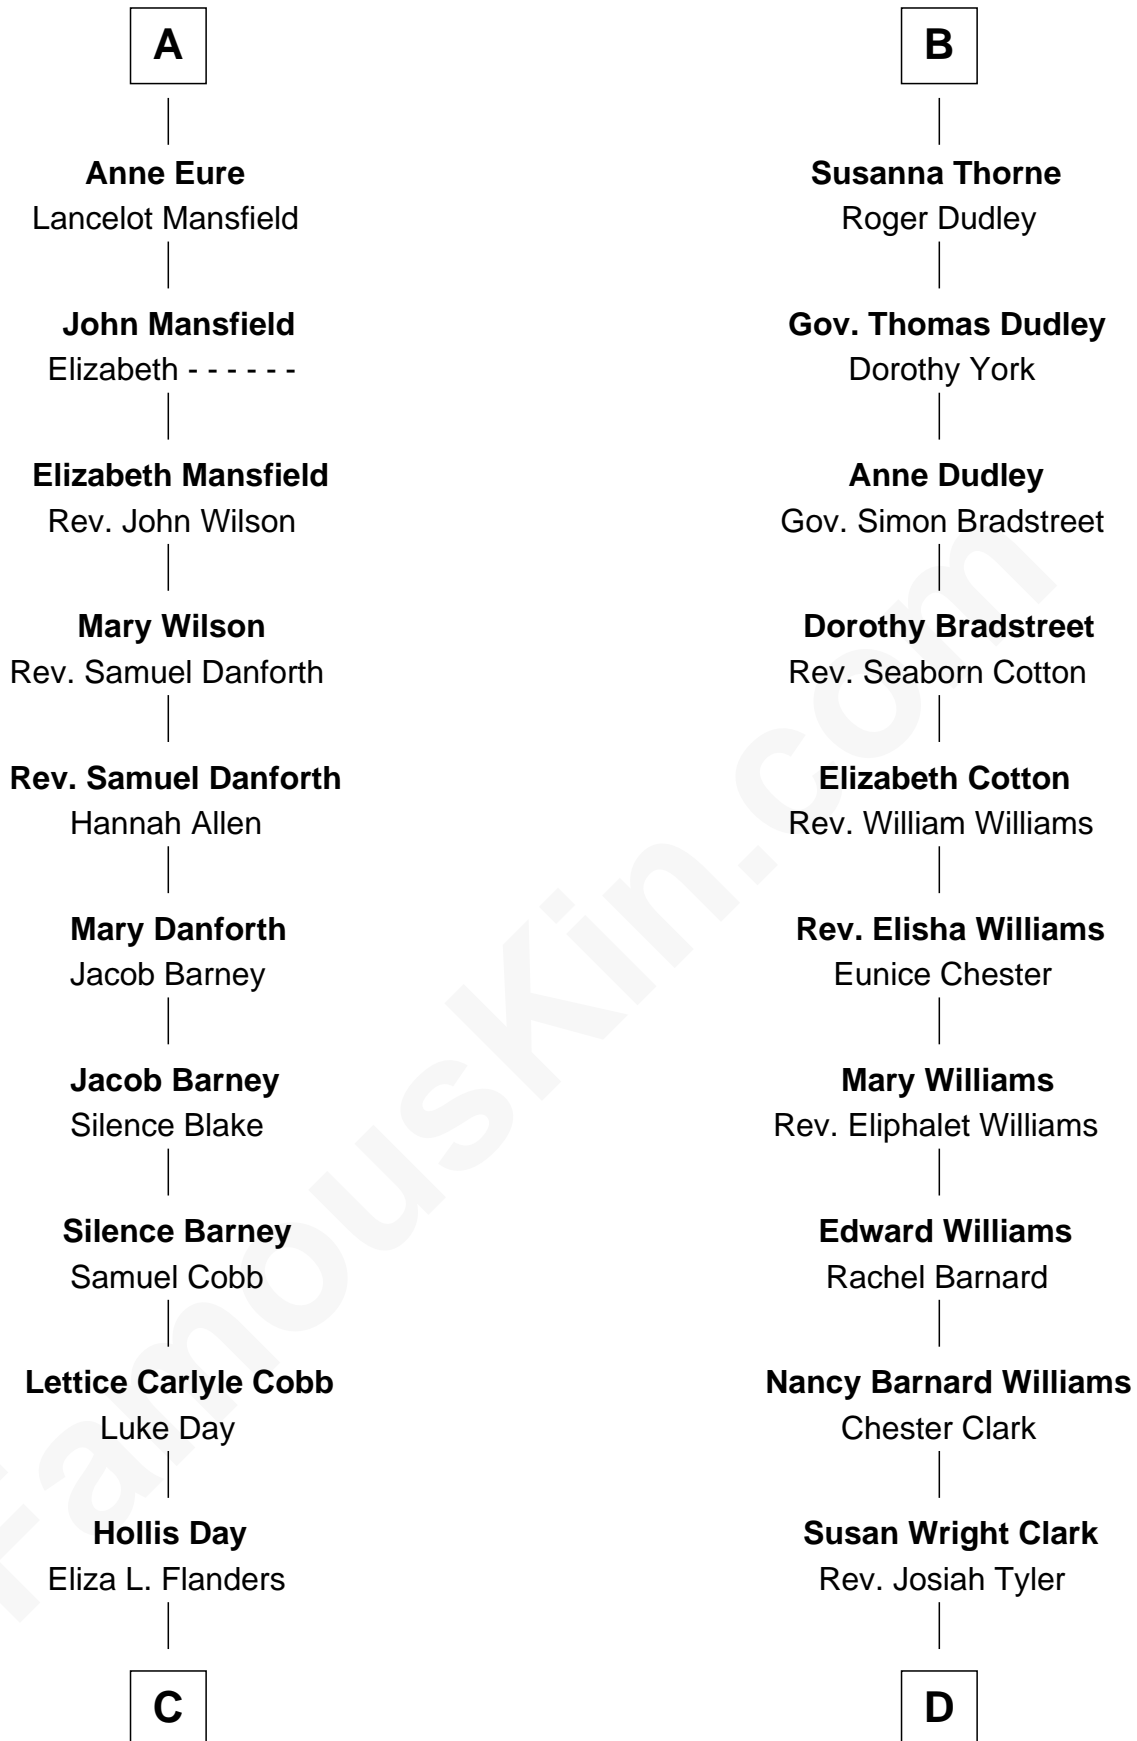 A
Anne Eure
Lancelot Mansfield
John Mansfield
Elizabeth - - - - - -
Elizabeth Mansfield
Rev. John Wilson
Mary Wilson
Rev. Samuel Danforth
Rev. Samuel Danforth
Hannah Allen
Mary Danforth
Jacob Barney
Jacob Barney
Silence Blake
Silence Barney
Samuel Cobb
Lettice Carlyle Cobb
Luke Day
Hollis Day
Eliza L. Flanders
C
B
Susanna Thorne
Roger Dudley
Gov. Thomas Dudley
Dorothy York
Anne Dudley
Gov. Simon Bradstreet
Dorothy Bradstreet
Rev. Seaborn Cotton
Elizabeth Cotton
Rev. William Williams
Rev. Elisha Williams
Eunice Chester
Mary Williams
Rev. Eliphalet Williams
Edward Williams
Rachel Barnard
Nancy Barnard Williams
Chester Clark
Susan Wright Clark
Rev. Josiah Tyler
D
FamousKin.com